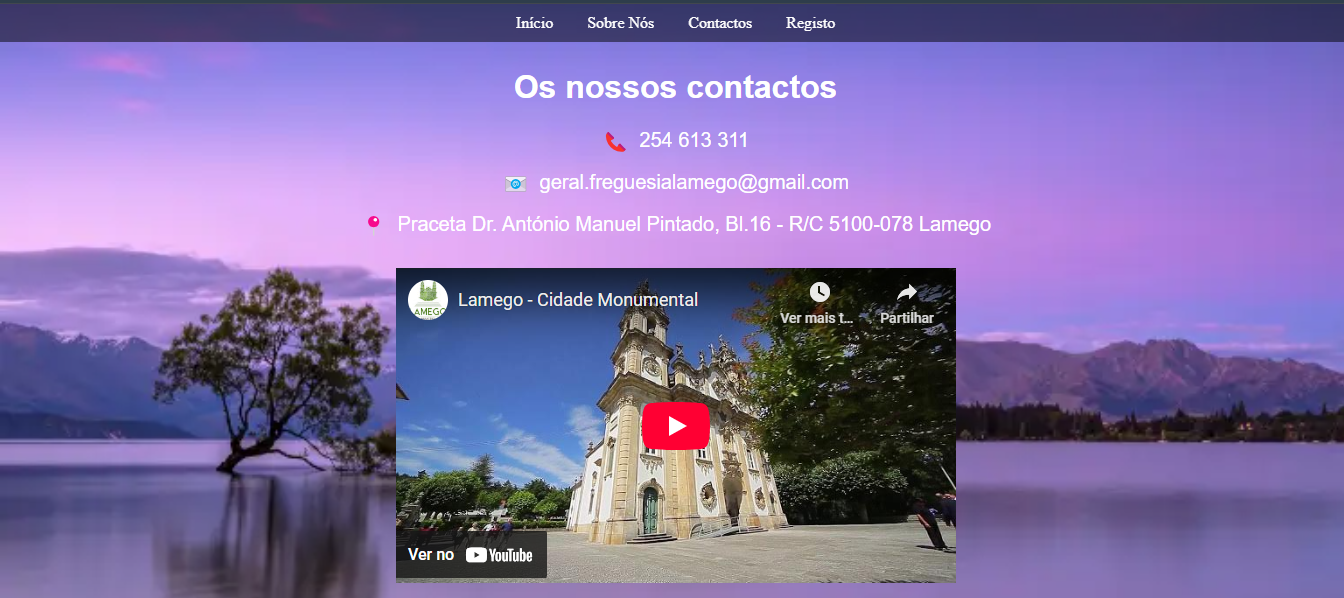 Início Sobre Nós Contactos Registo
Os nossos contactos
254 613 311
geral.freguesialamego@gmail.com
Praceta Dr. António Manuel Pintado, Bl.16 - R/C 5100-078 Lamego
AMEGO
Lamego - Cidade Monumental
Ver mais t...
Partilhar
Ver no YouTube